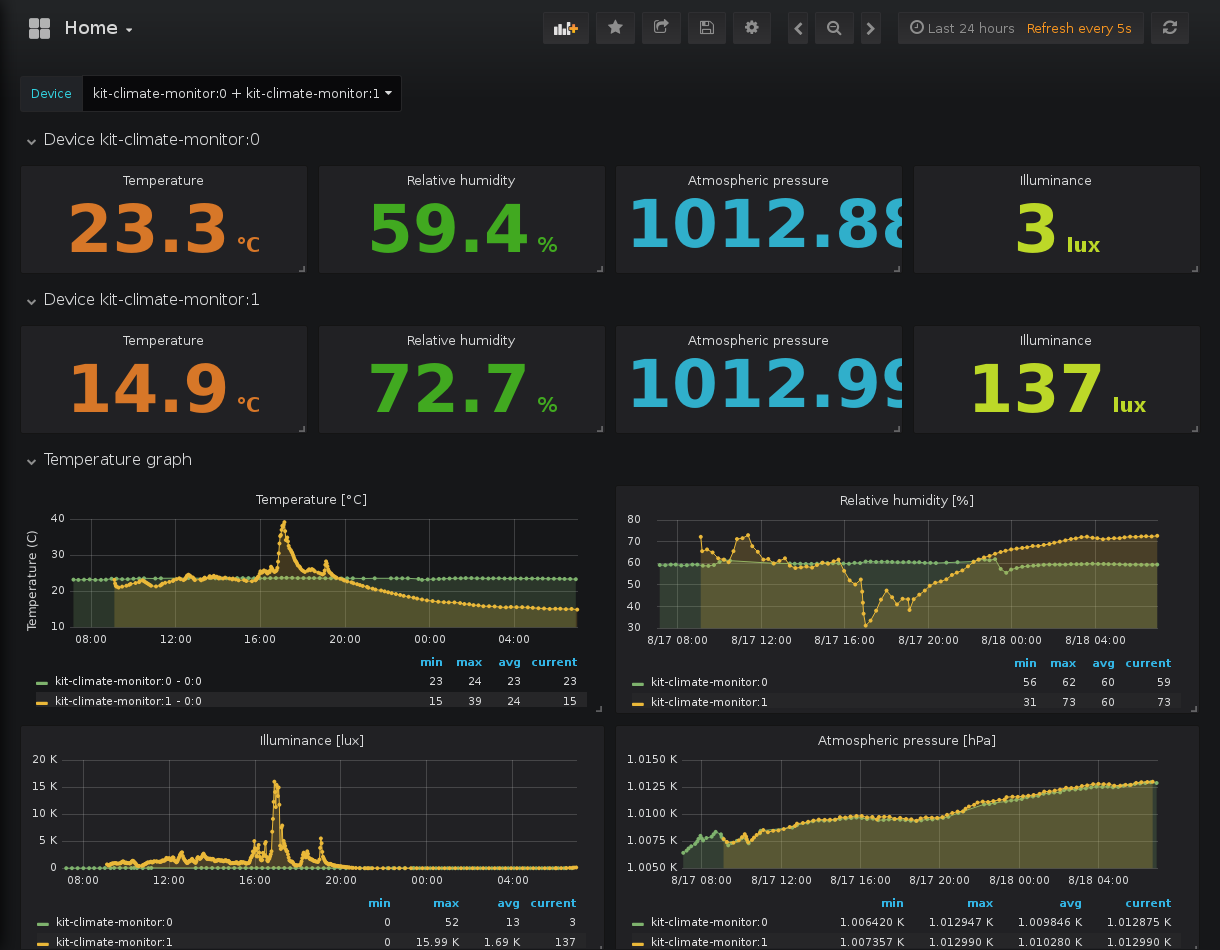 Home
Last 24 hours Refresh every 5s
Device kit-climate-monitor:0 + kit-climate-monitor:1
Device kit-climate-monitor:0
Temperature Relative humidity Atmospheric pressure Illuminance
23.3 °C 59.4 % 1012.88 3 lux
Device kit-climate-monitor:1
Temperature Relative humidity Atmospheric pressure Illuminance
14.9 °C 72.7 % 1012.99 137 lux
Temperature graph
Temperature [°C]
Temperature (C)
40
30
20
10
08:00 12:00 16:00 20:00 00:00 04:00
min max avg current
kit-climate-monitor:0 - 0:0 23 24 23 23
kit-climate-monitor:1 - 0:0 15 39 24 15
Relative humidity [%]
80
70
60
50
40
30
8/17 08:00 8/17 12:00 8/17 16:00 8/17 20:00 8/18 00:00 8/18 04:00
min max avg current
kit-climate-monitor:0 56 62 60 59
kit-climate-monitor:1 31 73 60 73
Illuminance [lux]
20 K
15 K
10 K
5 K
0
08:00 12:00 16:00 20:00 00:00 04:00
min max avg current
kit-climate-monitor:0 0 52 13 3
kit-climate-monitor:1 0 15.99 K 1.69 K 137
Atmospheric pressure [hPa]
1.0150 K
1.0125 K
1.0100 K
1.0075 K
1.0050 K
8/17 08:00 8/17 12:00 8/17 16:00 8/17 20:00 8/18 00:00 8/18 04:00
min max avg current
kit-climate-monitor:0 1.006420 K 1.012947 K 1.009846 K 1.012875 K
kit-climate-monitor:1 1.007357 K 1.012990 K 1.010280 K 1.012990 K